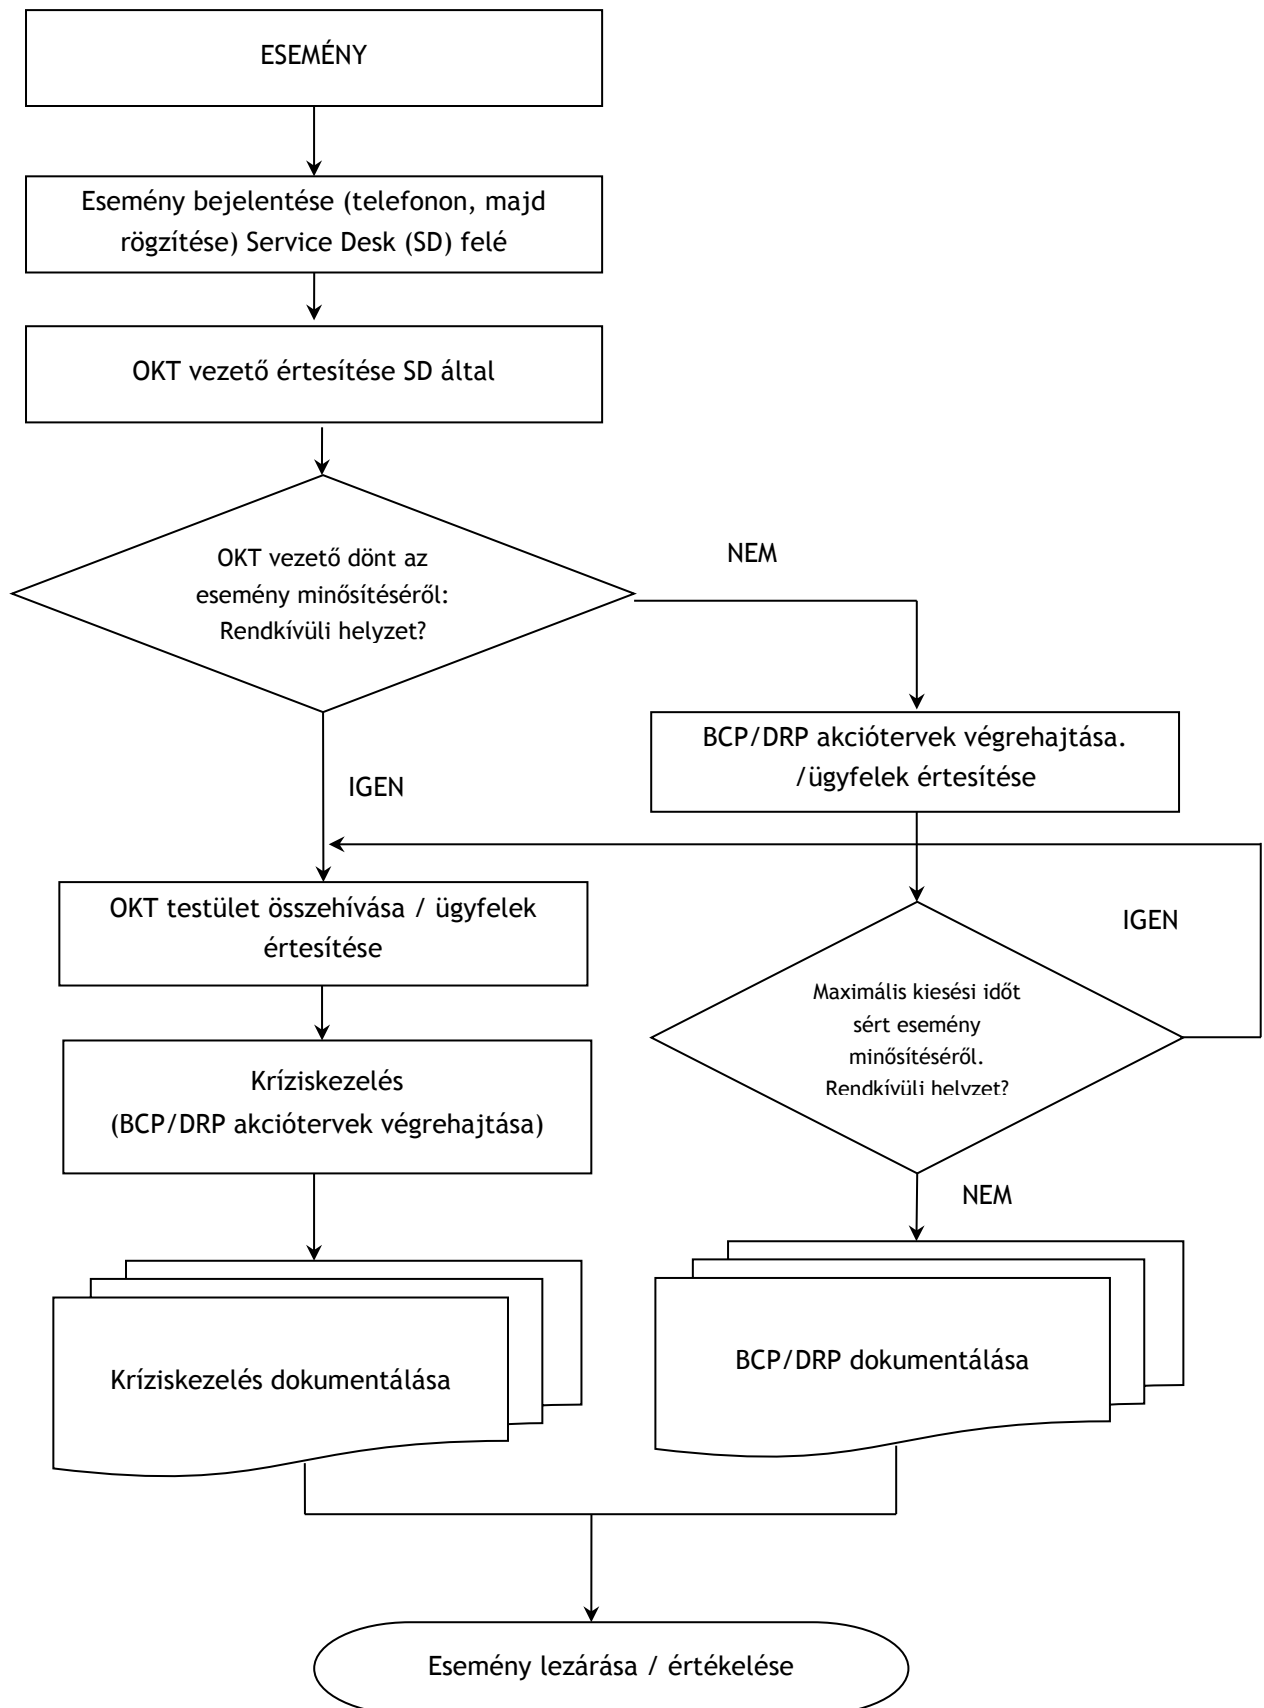 ESEMÉNY
Esemény bejelentése (telefonon, majd
rögzítése) Service Desk (SD) felé
OKT vezető értesítése SD által
OKT vezető dönt az
esemény minősítéséről:
Rendkívüli helyzet?
NEM
IGEN
BCP/DRP akciótervek végrehajtása.
/ügyfelek értesítése
OKT testület összehívása / ügyfelek
értesítése
IGEN
Maximális kiesési időt
sért esemény
minősítéséről.
Rendkívüli helyzet?
Kríziskezelés
(BCP/DRP akciótervek végrehajtása)
NEM
Kríziskezelés dokumentálása
BCP/DRP dokumentálása
Esemény lezárása / értékelése